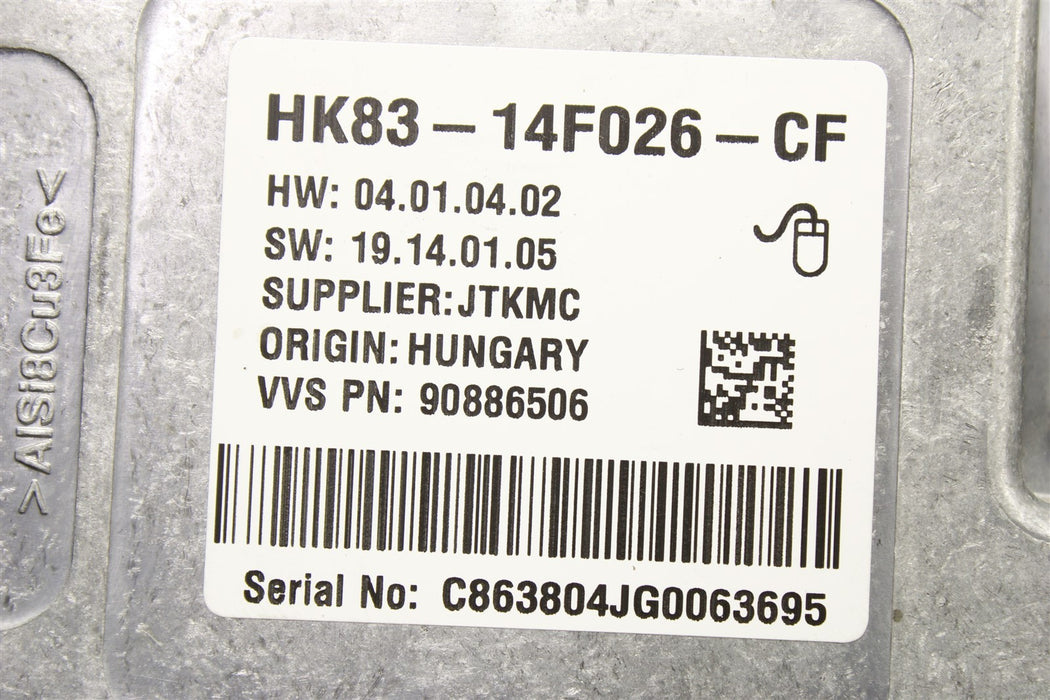 HK83-14F026-CF
HW: 04.01.04.02
SW: 19.14.01.05
SUPPLIER:JTKMC
ORIGIN:HUNGARY
VVS PN: 90886506
Serial No: C863804JG0063695
>AlSi8Cu3Fe<